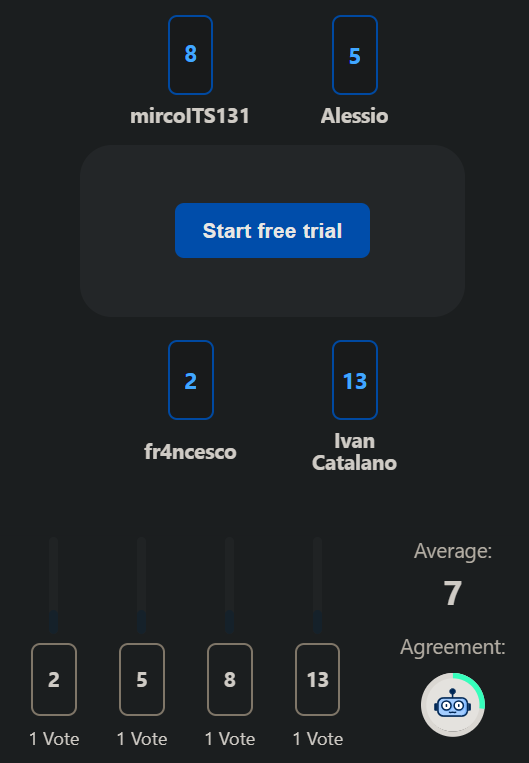 8 5
mircoITS131 Alessio
Start free trial
2 13
fr4ncesco Ivan
Catalano
Average:
7
Agreement:
2 5 8 13
1 Vote 1 Vote 1 Vote 1 Vote